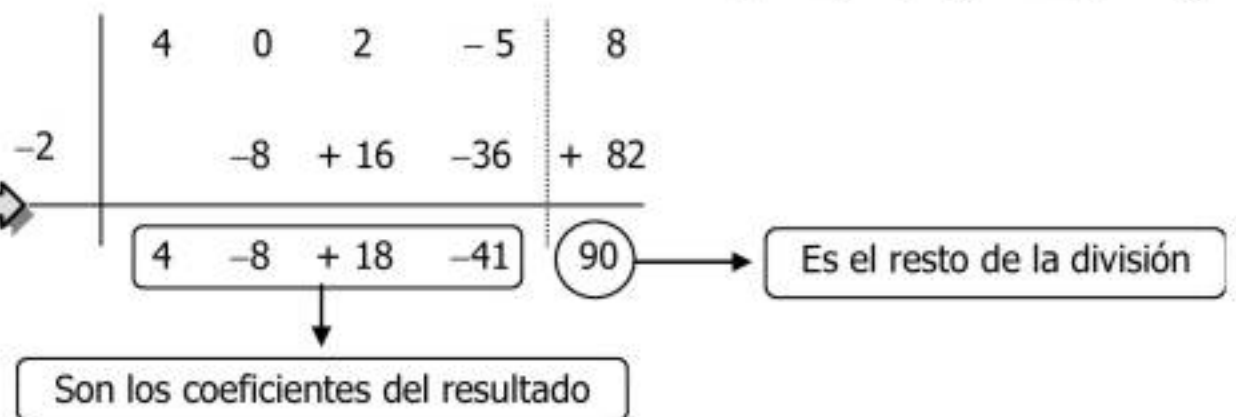 4 0 2 – 5 8
–2 –8 + 16 –36 + 82
4 –8 + 18 –41 90 Es el resto de la división
Son los coeficientes del resultado